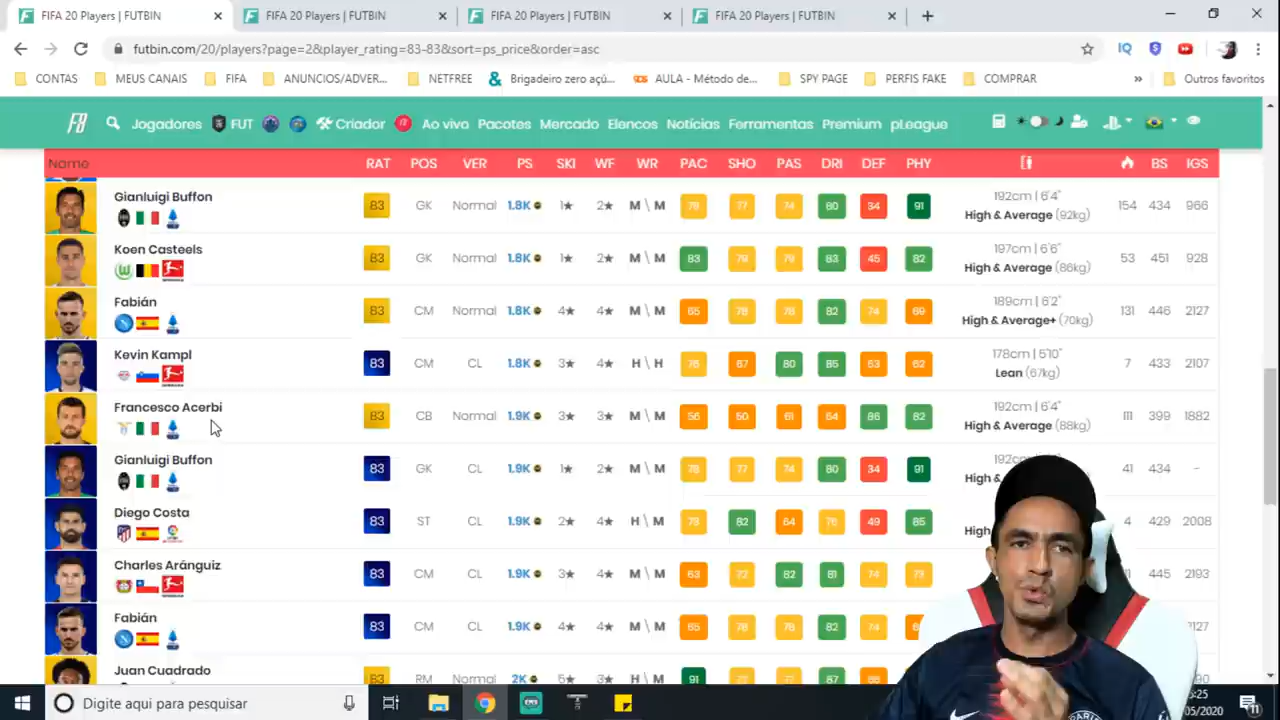 FIFA 20 Players | FUTBIN FIFA 20 Players | FUTBIN FIFA 20 Players | FUTBIN FIFA 20 Players | FUTBIN
futbin.com/20/players?page=2&player_rating=83-83&sort=ps_price&order=asc
CONTAS MEUS CANAIS FIFA ANUNCIOS/ADVER... NETFREE Brigadeiro zero açú... AULA - Método de... SPY PAGE PERFIS FAKE COMPRAR » Outros favoritos
Jogadores FUT Criador Ao vivo Pacotes Mercado Elencos Notícias Ferramentas Premium pLeague
Name RAT POS VER PS SKI WF WR PAC SHO PAS DRI DEF PHY BS IGS
Gianluigi Buffon 83 GK Normal 1.8K 1★ 2★ M \ M 78 77 74 80 34 91 192cm | 6'4" High & Average (92kg) 154 434 966
Koen Casteels 83 GK Normal 1.8K 1★ 2★ M \ M 83 79 79 83 45 82 197cm | 6'6" High & Average (86kg) 53 451 928
Fabián 83 CM Normal 1.8K 4★ 4★ M \ M 65 78 78 82 74 69 189cm | 6'2" High & Average+ (70kg) 131 446 2127
Kevin Kampl 83 CM CL 1.8K 3★ 4★ H \ H 76 67 80 85 63 62 178cm | 5'10" Lean (67kg) 7 433 2107
Francesco Acerbi 83 CB Normal 1.9K 3★ 3★ M \ M 56 50 61 64 86 82 192cm | 6'4" High & Average (88kg) 111 399 1882
Gianluigi Buffon 83 GK CL 1.9K 1★ 2★ M \ M 78 77 74 80 34 91 192cm High & 41 434 -
Diego Costa 83 ST CL 1.9K 2★ 4★ H \ M 73 82 64 76 49 85 High 4 429 2008
Charles Aránguiz 83 CM CL 1.9K 3★ 4★ M \ M 63 72 82 81 74 73 445 2193
Fabián 83 CM CL 1.9K 4★ 4★ M \ M 65 78 78 82 74
Juan Cuadrado 83 RM Normal 2K 5★ 3★ H \ M 91 77
Digite aqui para pesquisar